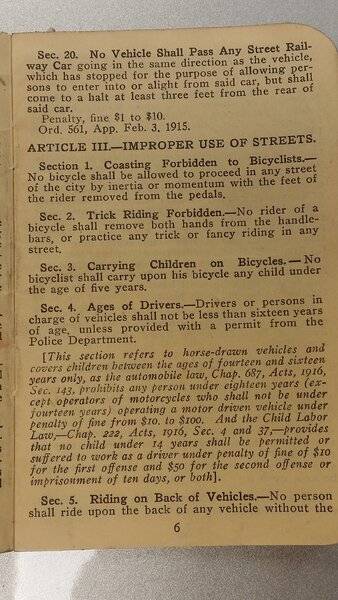 Sec. 20. No Vehicle Shall Pass Any Street Rail-
way Car going in the same direction as the vehicle,
which has stopped for the purpose of allowing per-
sons to enter into or alight from said car, but shall
come to a halt at least three feet from the rear of
said car.
Penalty, fine $1 to $10.
Ord. 561, App. Feb. 3, 1915.
ARTICLE III.—IMPROPER USE OF STREETS.
Section 1. Coasting Forbidden to Bicyclists.—
No bicycle shall be allowed to proceed in any street
of the city by inertia or momentum with the feet of
the rider removed from the pedals.
Sec. 2. Trick Riding Forbidden.—No rider of a
bicycle shall remove both hands from the handle-
bars, or practice any trick or fancy riding in any
street.
Sec. 3. Carrying Children on Bicycles.—No
bicyclist shall carry upon his bicycle any child under
the age of five years.
Sec. 4. Ages of Drivers.—Drivers or persons in
charge of vehicles shall not be less than sixteen years
of age, unless provided with a permit from the
Police Department.
[This section refers to horse-drawn vehicles and
covers children between the ages of fourteen and sixteen
years only, as the automobile law, Chap. 687, Acts, 1916,
Sec. 143, prohibits any person under eighteen years (ex-
cept operators of motorcycles who shall not be under
fourteen years) operating a motor driven vehicle under
penalty of fine from $10. to $100. And the Child Labor
Law,—Chap. 222, Acts, 1916, Sec. 4 and 37,—provides
that no child under 14 years shall be permitted or
suffered to work as a driver under penalty of fine of $10
for the first offense and $50 for the second offense or
imprisonment of ten days, or both].
Sec. 5. Riding on Back of Vehicles.—No person
shall ride upon the back of any vehicle without the
6